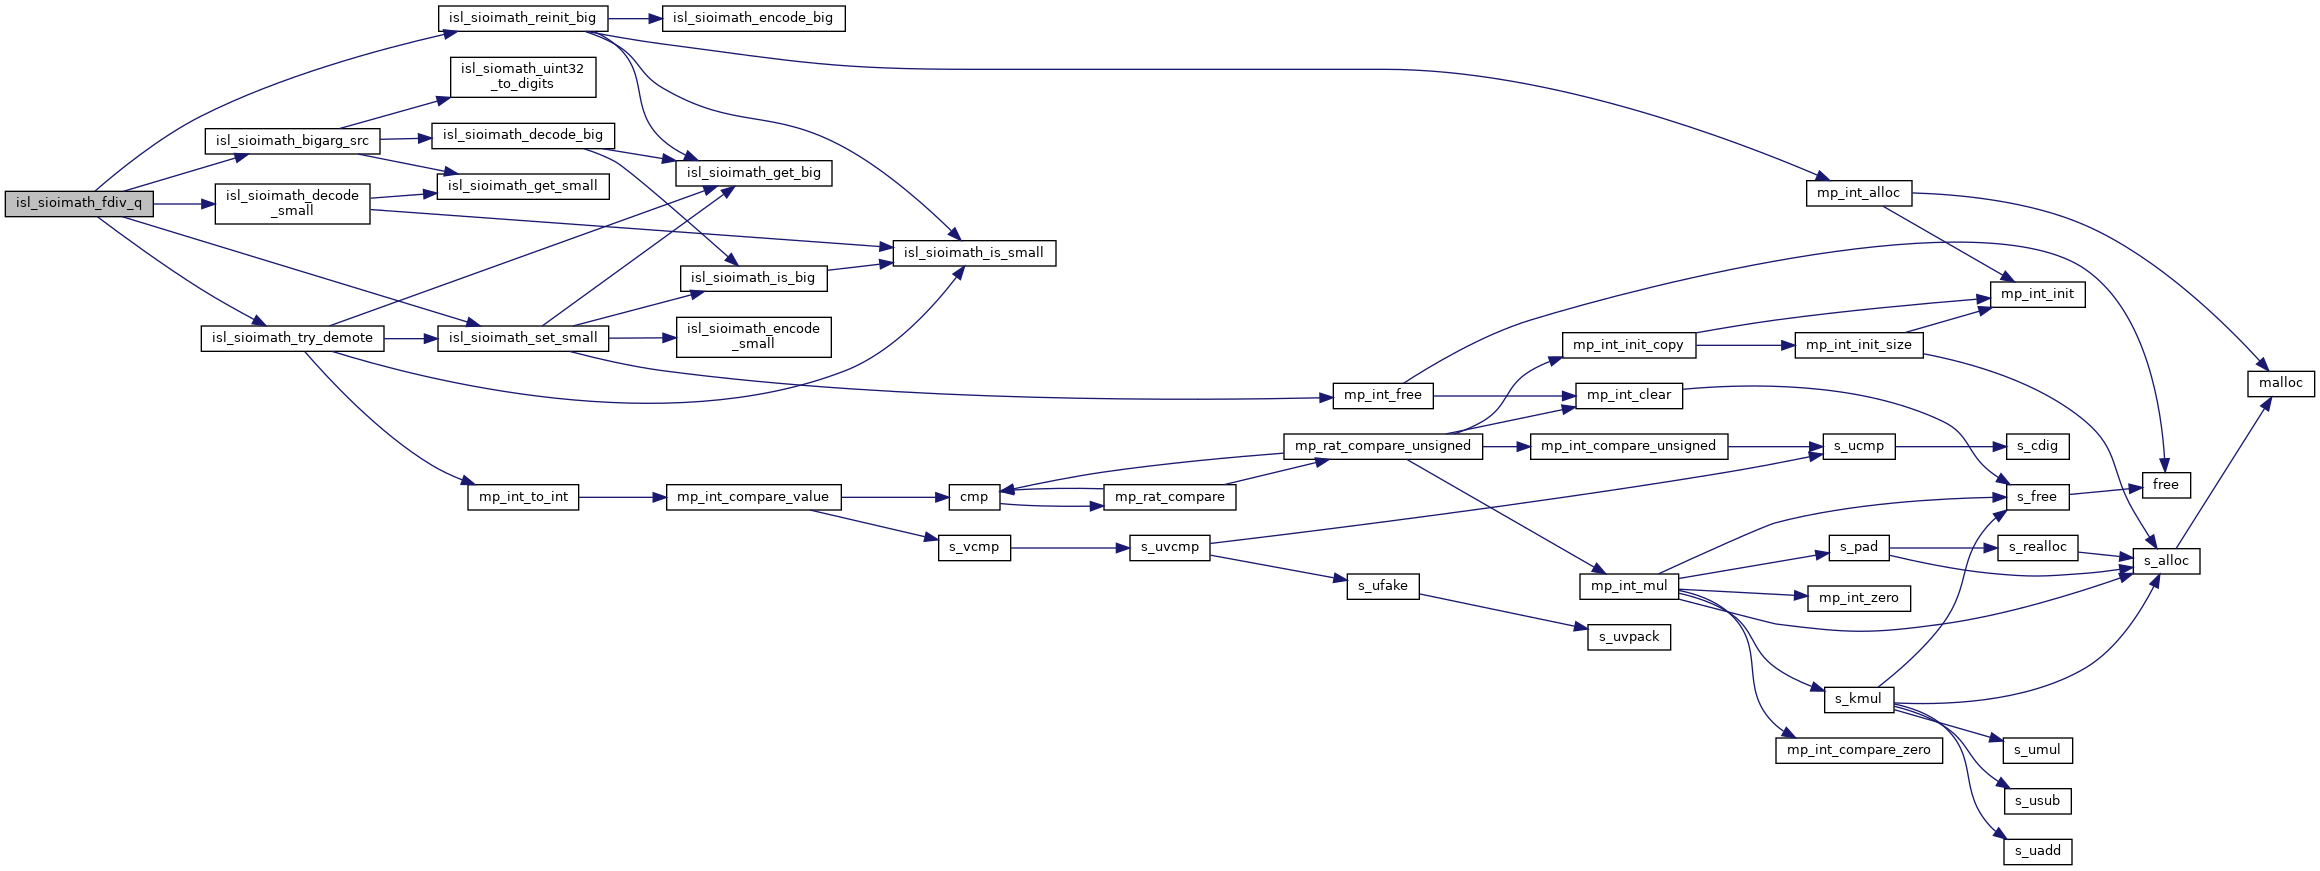 isl_sioimath_fdiv_q
isl_sioimath_reinit_big
isl_sioimath_encode_big
isl_siomath_uint32
_to_digits
isl_sioimath_bigarg_src
isl_sioimath_decode_big
isl_sioimath_get_big
isl_sioimath_get_small
isl_sioimath_decode
_small
isl_sioimath_is_small
isl_sioimath_is_big
isl_sioimath_try_demote
isl_sioimath_set_small
isl_sioimath_encode
_small
mp_int_to_int
mp_int_compare_value
cmp
mp_rat_compare
s_vcmp
s_uvcmp
s_ufake
s_uvpack
mp_int_free
mp_rat_compare_unsigned
mp_int_init_copy
mp_int_clear
mp_int_compare_unsigned
mp_int_mul
mp_int_alloc
mp_int_init
mp_int_init_size
s_ucmp
s_cdig
s_free
free
malloc
s_pad
s_realloc
s_alloc
mp_int_zero
s_kmul
mp_int_compare_zero
s_umul
s_usub
s_uadd